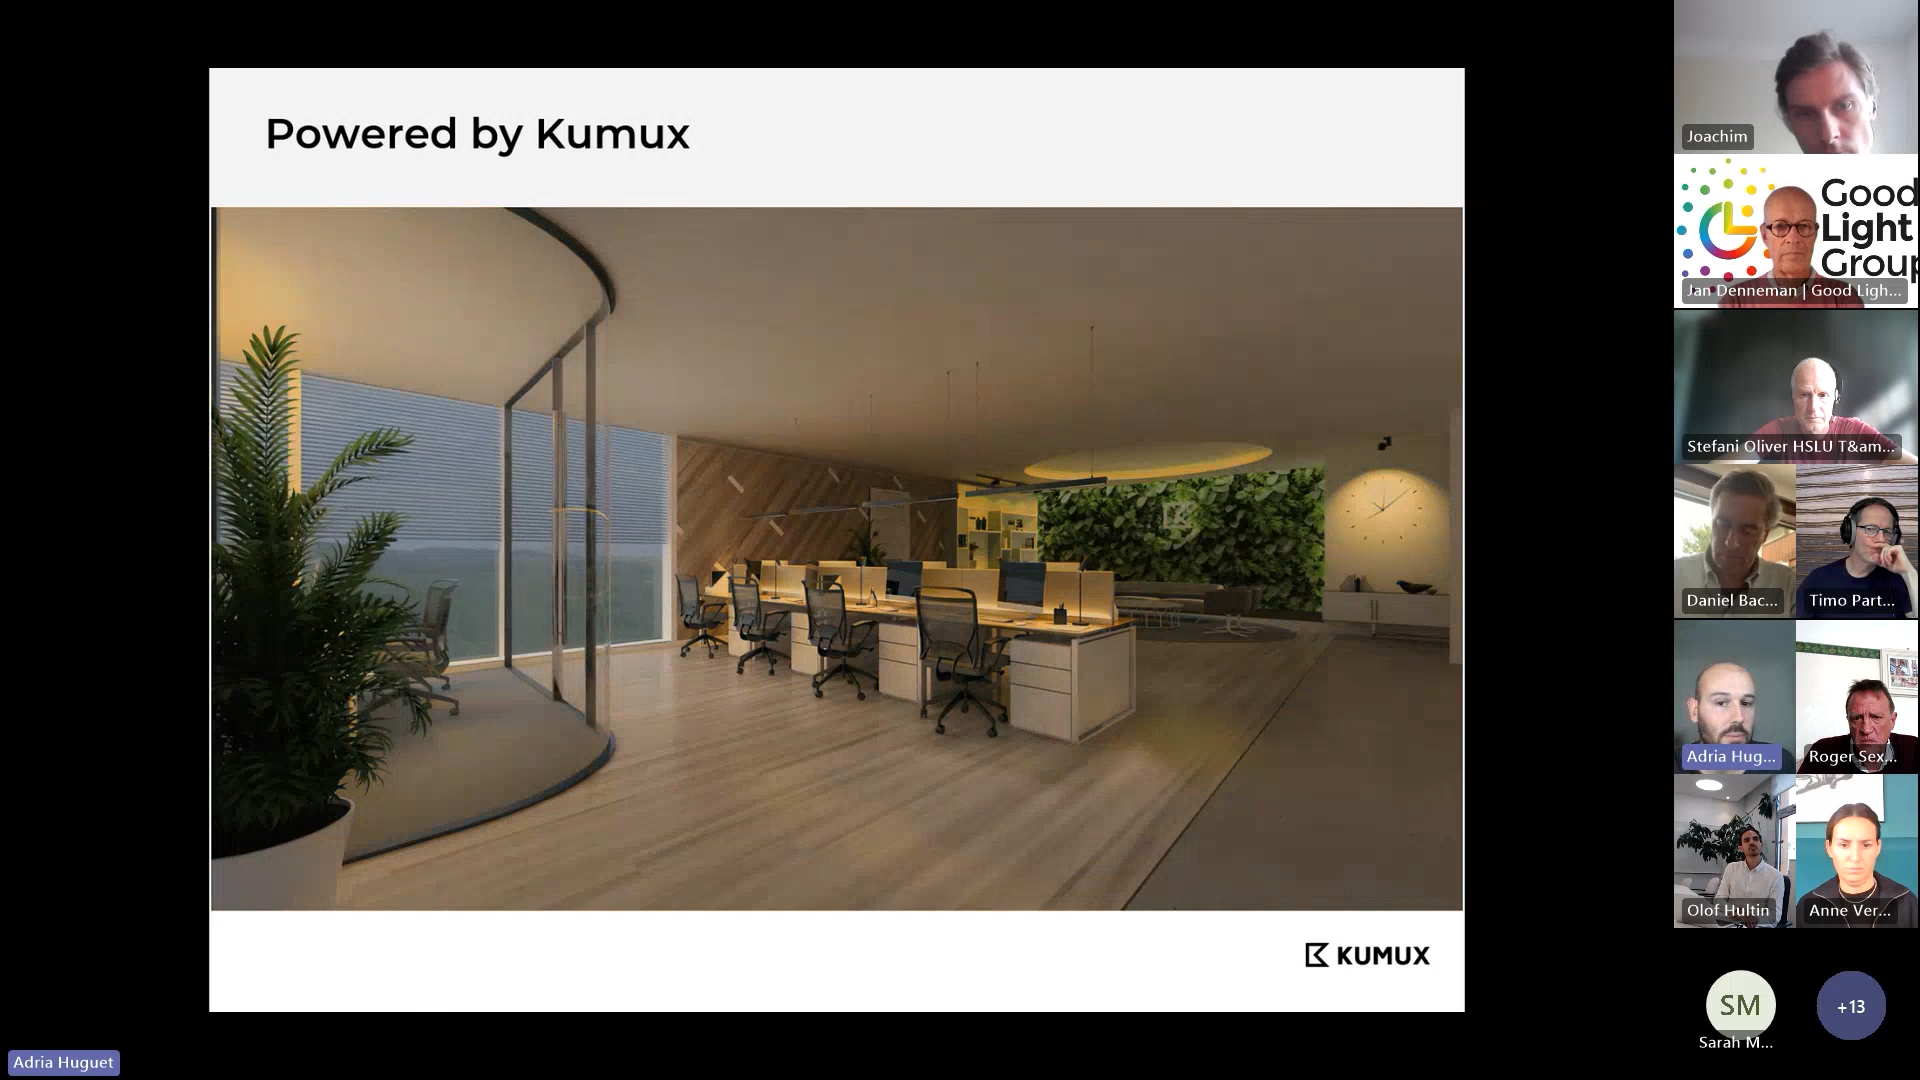 Powered by Kumux
KUMUX
Adria Huguet
Joachim
Good
Light
Group
Jan Denneman | Good Ligh...
Stefani Oliver HSLU T&am...
Daniel Bac...
Timo Part...
Adria Hug...
Roger Sex...
Olof Hultin
Anne Ver...
SM
Sarah M...
+13